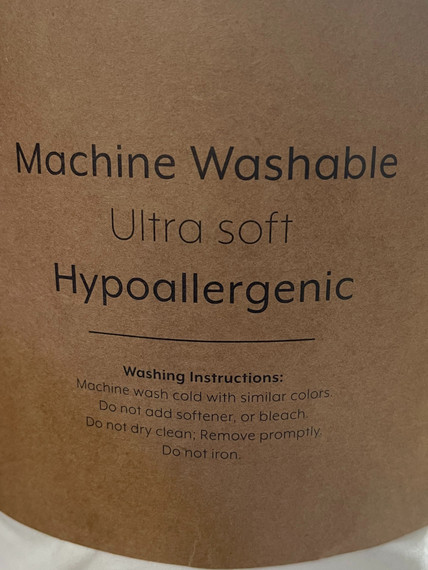 Machine Washable
Ultra soft
Hypoallergenic
Washing Instructions:
Machine wash cold with similar colors.
Do not add softener, or bleach.
Do not dry clean; Remove promptly.
Do not iron.